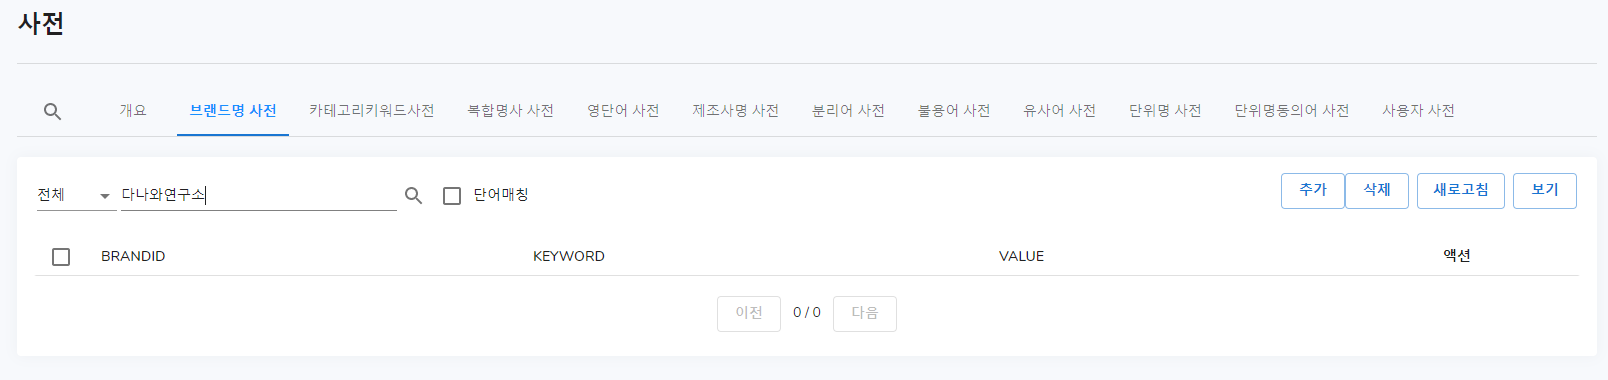 사전
개요 브랜드명 사전 카테고리키워드사전 복합명사 사전 영단어 사전 제조사명 사전 분리어 사전 불용어 사전 유사어 사전 단위명 사전 단위명동의어 사전 사용자 사전
전체 다나와연구소 단어매칭 추가 삭제 새로고침 보기
BRANDID KEYWORD VALUE 액션
이전 0 / 0 다음